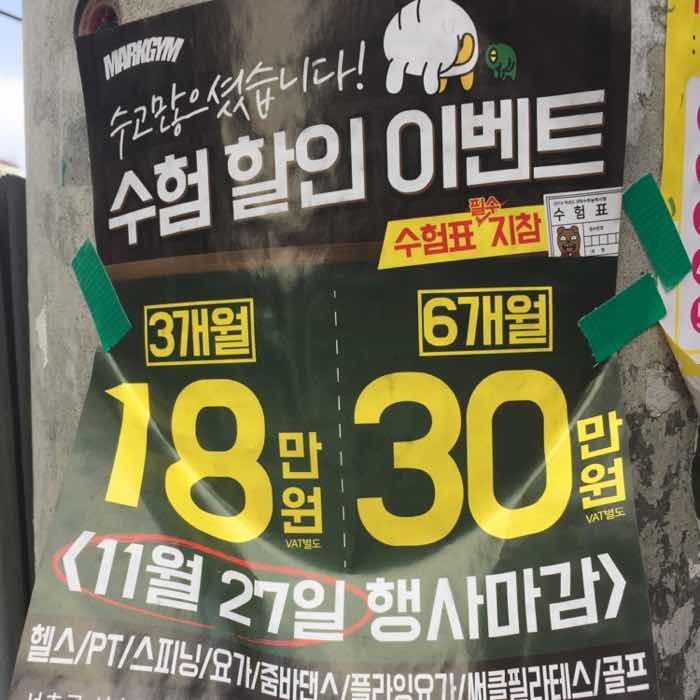 MARKGYM
수고많으셨습니다!
수험 할인 이벤트
수험표 필수 지참
수험표
3개월
18만원
VAT별도
6개월
30만원
VAT별도
<11월 27일 행사마감>
헬스/PT/스피닝/요가/줌바댄스/플라잉요가/써클필라테스/골프